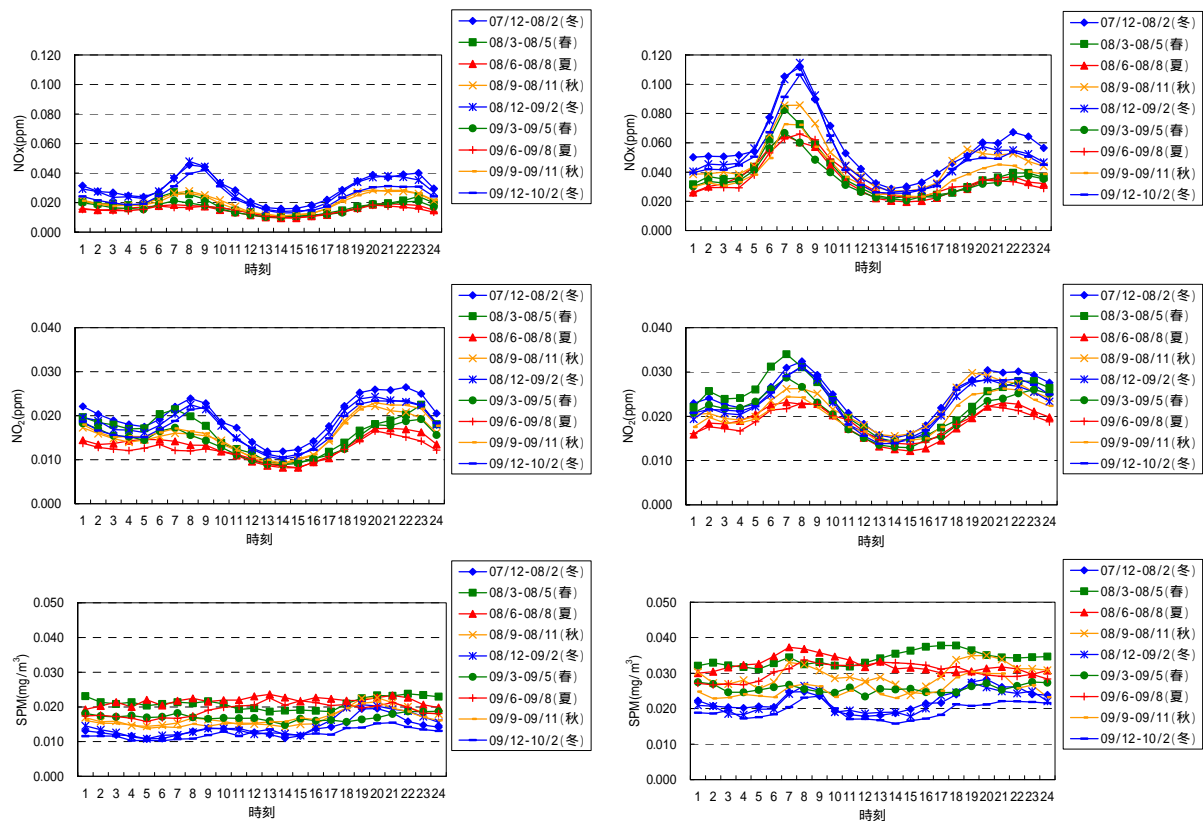 07/12-08/2(冬)
08/3-08/5(春)
08/6-08/8(夏)
08/9-08/11(秋)
08/12-09/2(冬)
09/3-09/5(春)
09/6-09/8(夏)
09/9-09/11(秋)
09/12-10/2(冬)
NOx(ppm)
0.120
0.100
0.080
0.060
0.040
0.020
0.000
1 2 3 4 5 6 7 8 9 10 11 12 13 14 15 16 17 18 19 20 21 22 23 24
時刻
07/12-08/2(冬)
08/3-08/5(春)
08/6-08/8(夏)
08/9-08/11(秋)
08/12-09/2(冬)
09/3-09/5(春)
09/6-09/8(夏)
09/9-09/11(秋)
09/12-10/2(冬)
NOx(ppm)
0.120
0.100
0.080
0.060
0.040
0.020
0.000
1 2 3 4 5 6 7 8 9 10 11 12 13 14 15 16 17 18 19 20 21 22 23 24
時刻
07/12-08/2(冬)
08/3-08/5(春)
08/6-08/8(夏)
08/9-08/11(秋)
08/12-09/2(冬)
09/3-09/5(春)
09/6-09/8(夏)
09/9-09/11(秋)
09/12-10/2(冬)
NO₂(ppm)
0.040
0.030
0.020
0.010
0.000
1 2 3 4 5 6 7 8 9 10 11 12 13 14 15 16 17 18 19 20 21 22 23 24
時刻
07/12-08/2(冬)
08/3-08/5(春)
08/6-08/8(夏)
08/9-08/11(秋)
08/12-09/2(冬)
09/3-09/5(春)
09/6-09/8(夏)
09/9-09/11(秋)
09/12-10/2(冬)
NO₂(ppm)
0.040
0.030
0.020
0.010
0.000
1 2 3 4 5 6 7 8 9 10 11 12 13 14 15 16 17 18 19 20 21 22 23 24
時刻
07/12-08/2(冬)
08/3-08/5(春)
08/6-08/8(夏)
08/9-08/11(秋)
08/12-09/2(冬)
09/3-09/5(春)
09/6-09/8(夏)
09/9-09/11(秋)
09/12-10/2(冬)
SPM(mg/m³)
0.050
0.040
0.030
0.020
0.010
0.000
1 2 3 4 5 6 7 8 9 10 11 12 13 14 15 16 17 18 19 20 21 22 23 24
時刻
07/12-08/2(冬)
08/3-08/5(春)
08/6-08/8(夏)
08/9-08/11(秋)
08/12-09/2(冬)
09/3-09/5(春)
09/6-09/8(夏)
09/9-09/11(秋)
09/12-10/2(冬)
SPM(mg/m³)
0.050
0.040
0.030
0.020
0.010
0.000
1 2 3 4 5 6 7 8 9 10 11 12 13 14 15 16 17 18 19 20 21 22 23 24
時刻